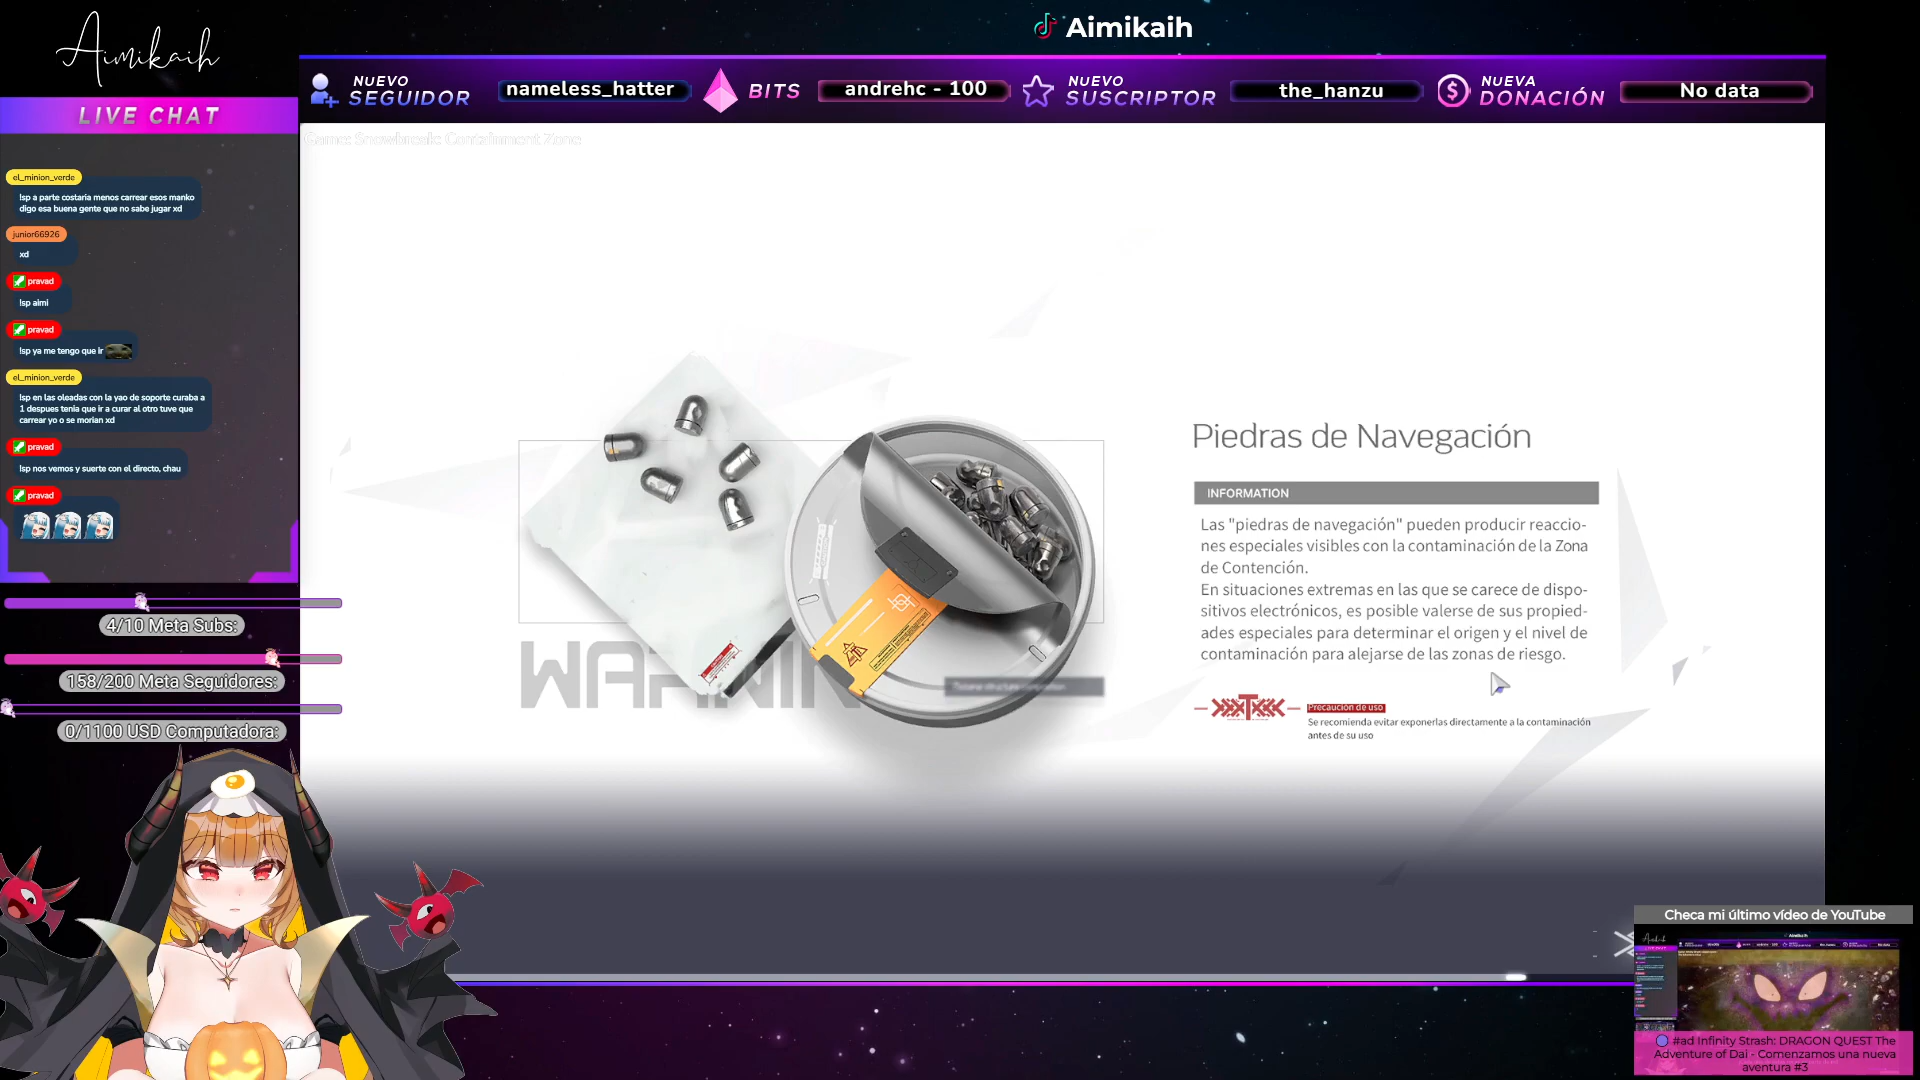 Aimikaih
Aimikaih
NUEVO
SEGUIDOR
nameless_hatter
BITS
andrehc - 100
NUEVO
SUSCRIPTOR
the_hanzu
NUEVA
DONACIÓN
No data
LIVE CHAT
Game: Snowbreak: Containment Zone
el_minion_verde
!sp a parte costaria menos carrear esos manko
digo esa buena gente que no sabe jugar xd
junior66926
xd
pravad
!sp aimi
pravad
!sp ya me tengo que ir
el_minion_verde
!sp en las oleadas con la yao de soporte curaba a
1 despues tenia que ir a curar al otro tuve que
carrear yo o se morian xd
pravad
!sp nos vemos y suerte con el directo, chau
pravad
4/10 Meta Subs:
158/200 Meta Seguidores:
0/1100 USD Computadora:
Piedras de Navegación
INFORMATION
Las "piedras de navegación" pueden producir reaccio-
nes especiales visibles con la contaminación de la Zona
de Contención.
En situaciones extremas en las que se carece de dispo-
sitivos electrónicos, es posible valerse de sus propied-
ades especiales para determinar el origen y el nivel de
contaminación para alejarse de las zonas de riesgo.
Precaución de uso
Se recomienda evitar exponerlas directamente a la contaminación
antes de su uso
Checa mi último vídeo de YouTube
#ad Infinity Strash: DRAGON QUEST The
Adventure of Dai - Comenzamos una nueva
aventura #3